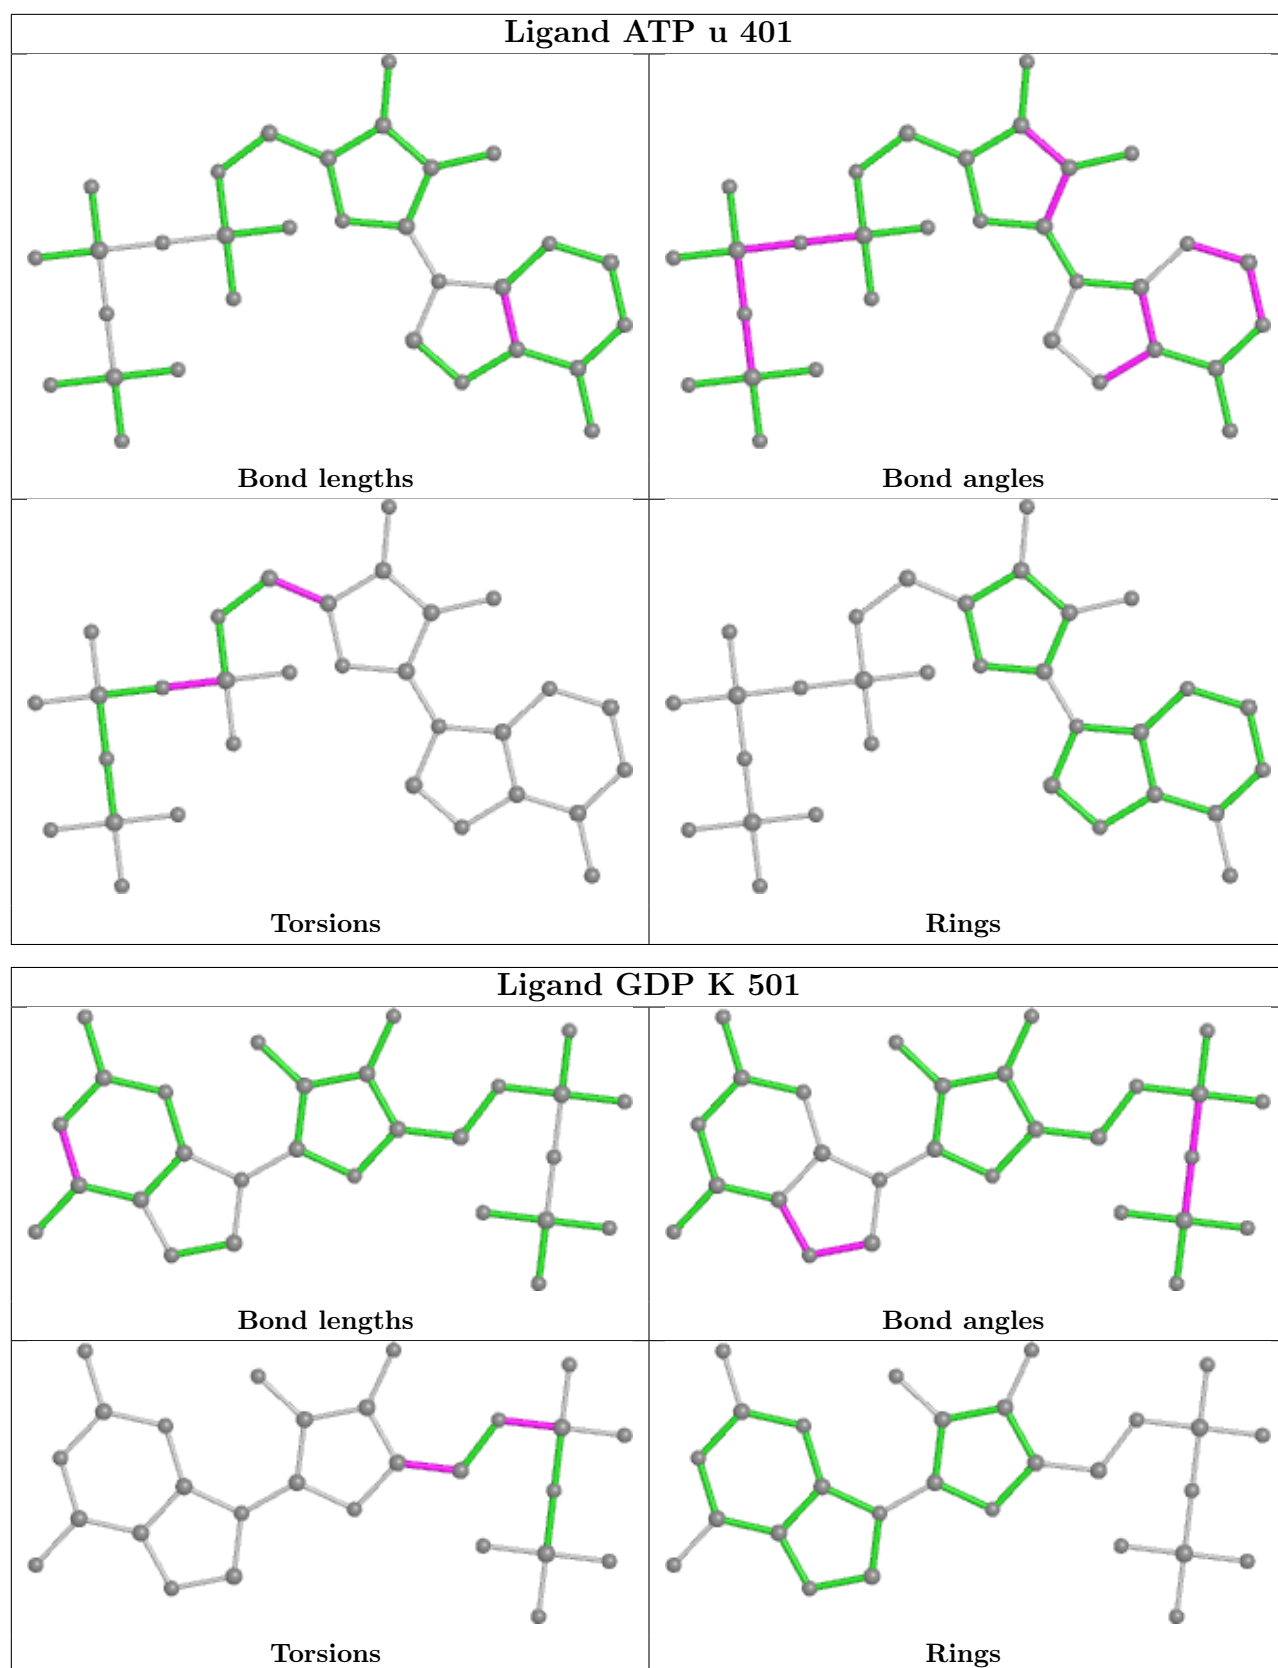 Ligand ATP u 401
Bond lengths
Bond angles
Torsions
Rings
Ligand GDP K 501
Bond lengths
Bond angles
Torsions
Rings